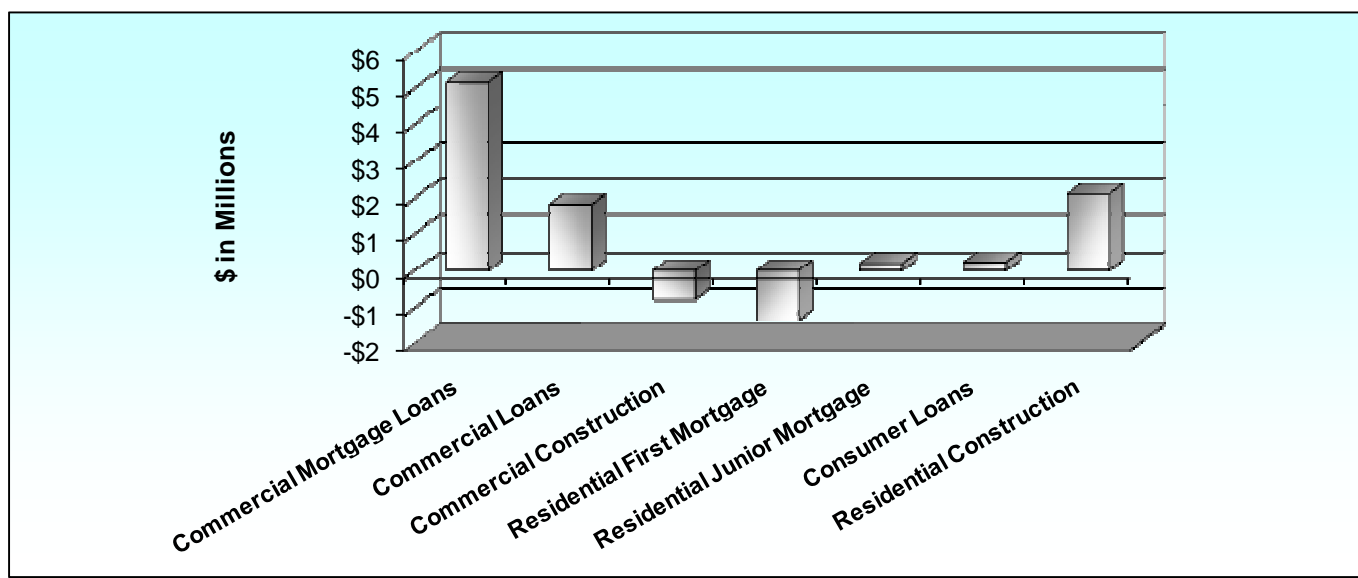 $ in Millions
$6
$5
$4
$3
$2
$1
$0
-$1
-$2
Commercial Mortgage Loans
Commercial Loans
Commercial Construction
Residential First Mortgage
Residential Junior Mortgage
Consumer Loans
Residential Construction